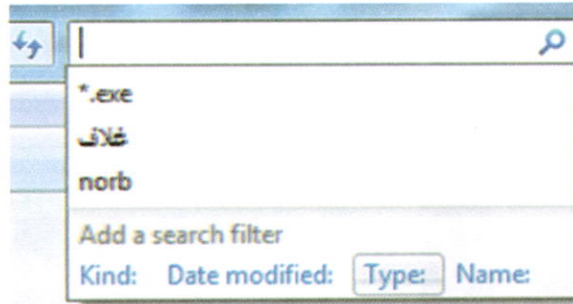 *.exe
غلاف
norb
Add a search filter
Kind: Date modified: Type: Name: